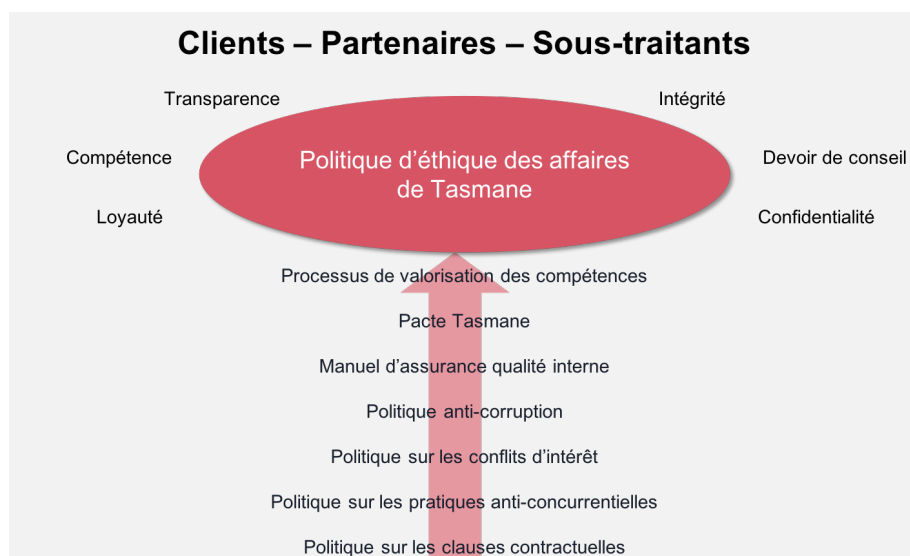 Clients – Partenaires – Sous-traitants
Transparence
Intégrité
Compétence
Politique d’éthique des affaires
de Tasmane
Devoir de conseil
Loyauté
Confidentialité
Processus de valorisation des compétences
Pacte Tasmane
Manuel d’assurance qualité interne
Politique anti-corruption
Politique sur les conflits d’intérêt
Politique sur les pratiques anti-concurrentielles
Politique sur les clauses contractuelles